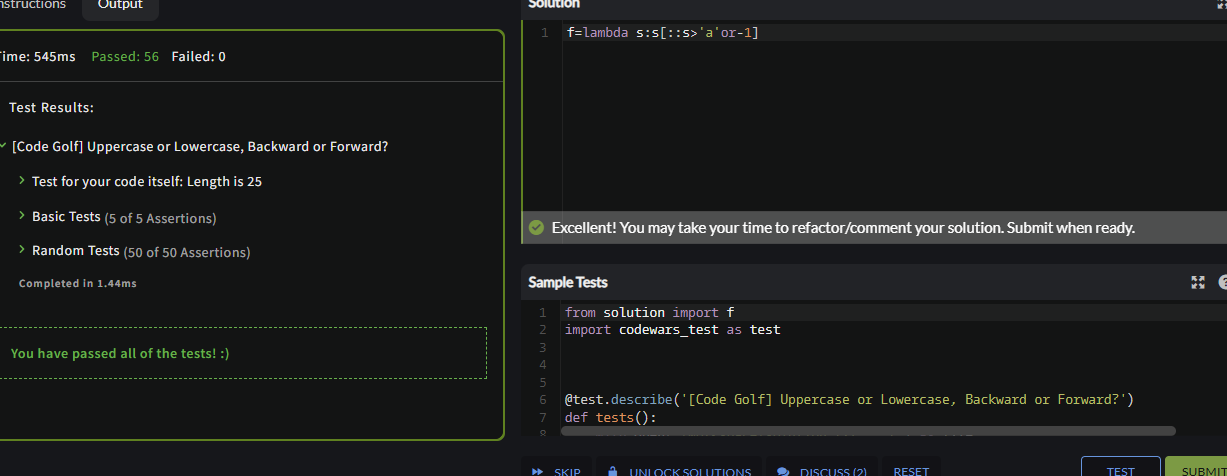 nstructions
Output
Time: 545ms Passed: 56 Failed: 0
Test Results:
[Code Golf] Uppercase or Lowercase, Backward or Forward?
Test for your code itself: Length is 25
Basic Tests (5 of 5 Assertions)
Random Tests (50 of 50 Assertions)
Completed in 1.44ms
You have passed all of the tests! :)
Solution
1 f=lambda s:s[::s>'a'or-1]
Excellent! You may take your time to refactor/comment your solution. Submit when ready.
Sample Tests
1 from solution import f
2 import codewars_test as test
3
4
5
6 @test.describe('[Code Golf] Uppercase or Lowercase, Backward or Forward?')
7 def tests():
8
SKIP
UNLOCK SOLUTIONS
DISCUSS (2)
RESET
TEST
SUBMIT